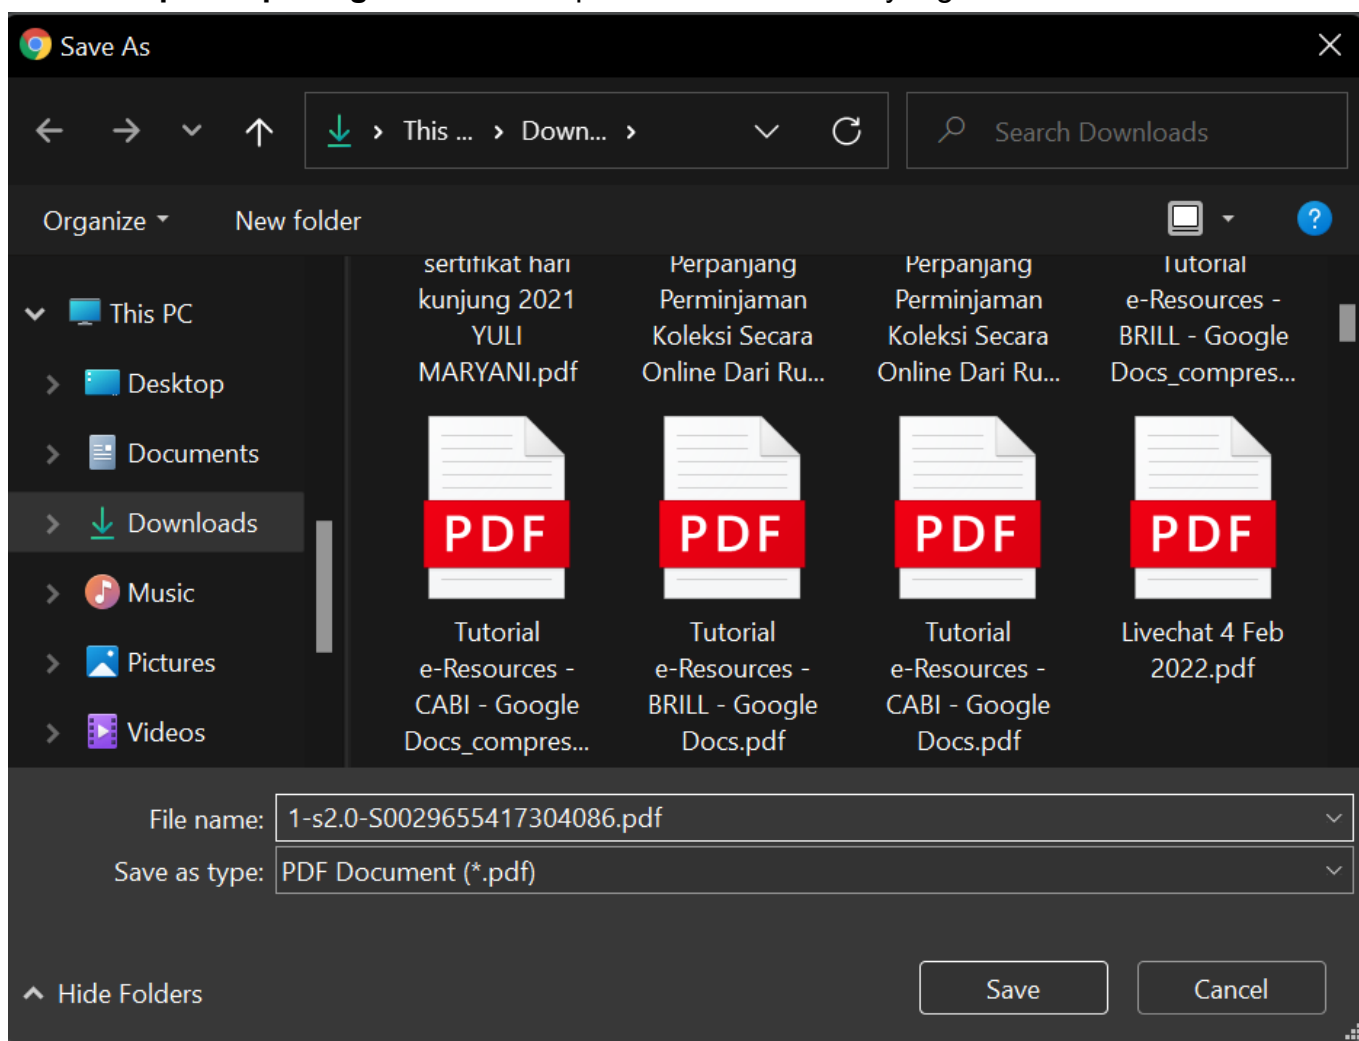 Save As
This ... > Down... >
Search Downloads
Organize
New folder
?
This PC
Desktop
Documents
Downloads
Music
Pictures
Videos
sertifikat hari
kunjung 2021
YULI
MARYANI.pdf
Perpanjang
Perminjaman
Koleksi Secara
Online Dari Ru...
Perpanjang
Perminjaman
Koleksi Secara
Online Dari Ru...
Tutorial
e-Resources -
BRILL - Google
Docs_compres...
PDF
Tutorial
e-Resources -
CABI - Google
Docs_compres...
PDF
Tutorial
e-Resources -
BRILL - Google
Docs.pdf
PDF
Tutorial
e-Resources -
CABI - Google
Docs.pdf
PDF
Livechat 4 Feb
2022.pdf
File name: 1-s2.0-S0029655417304086.pdf
Save as type: PDF Document (*.pdf)
Hide Folders
Save
Cancel